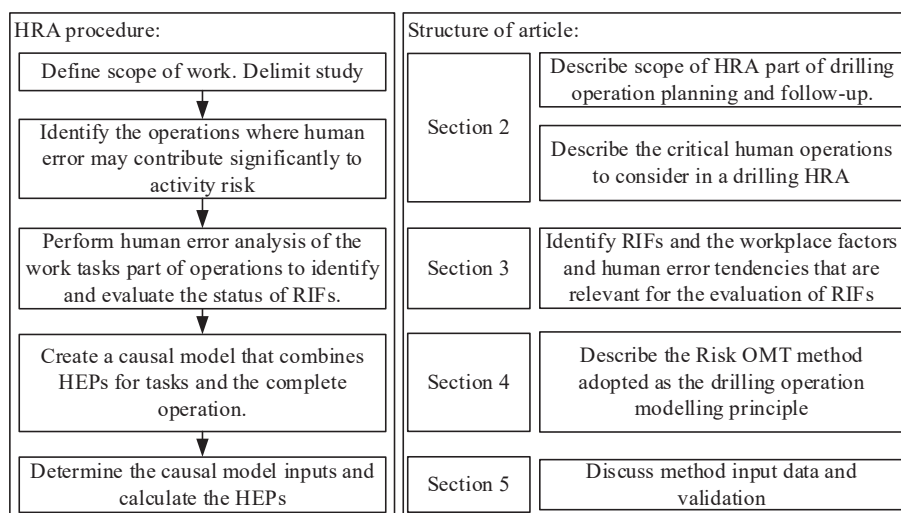 HRA procedure:
Define scope of work. Delimit study
Identify the operations where human
error may contribute significantly to
activity risk
Perform human error analysis of the
work tasks part of operations to identify
and evaluate the status of RIFs.
Create a causal model that combines
HEPs for tasks and the complete
operation.
Determine the causal model inputs and
calculate the HEPs
Structure of article:
Section 2
Describe scope of HRA part of drilling
operation planning and follow-up.
Describe the critical human operations
to consider in a drilling HRA
Section 3
Identify RIFs and the workplace factors
and human error tendencies that are
relevant for the evaluation of RIFs
Section 4
Describe the Risk OMT method
adopted as the drilling operation
modelling principle
Section 5
Discuss method input data and
validation